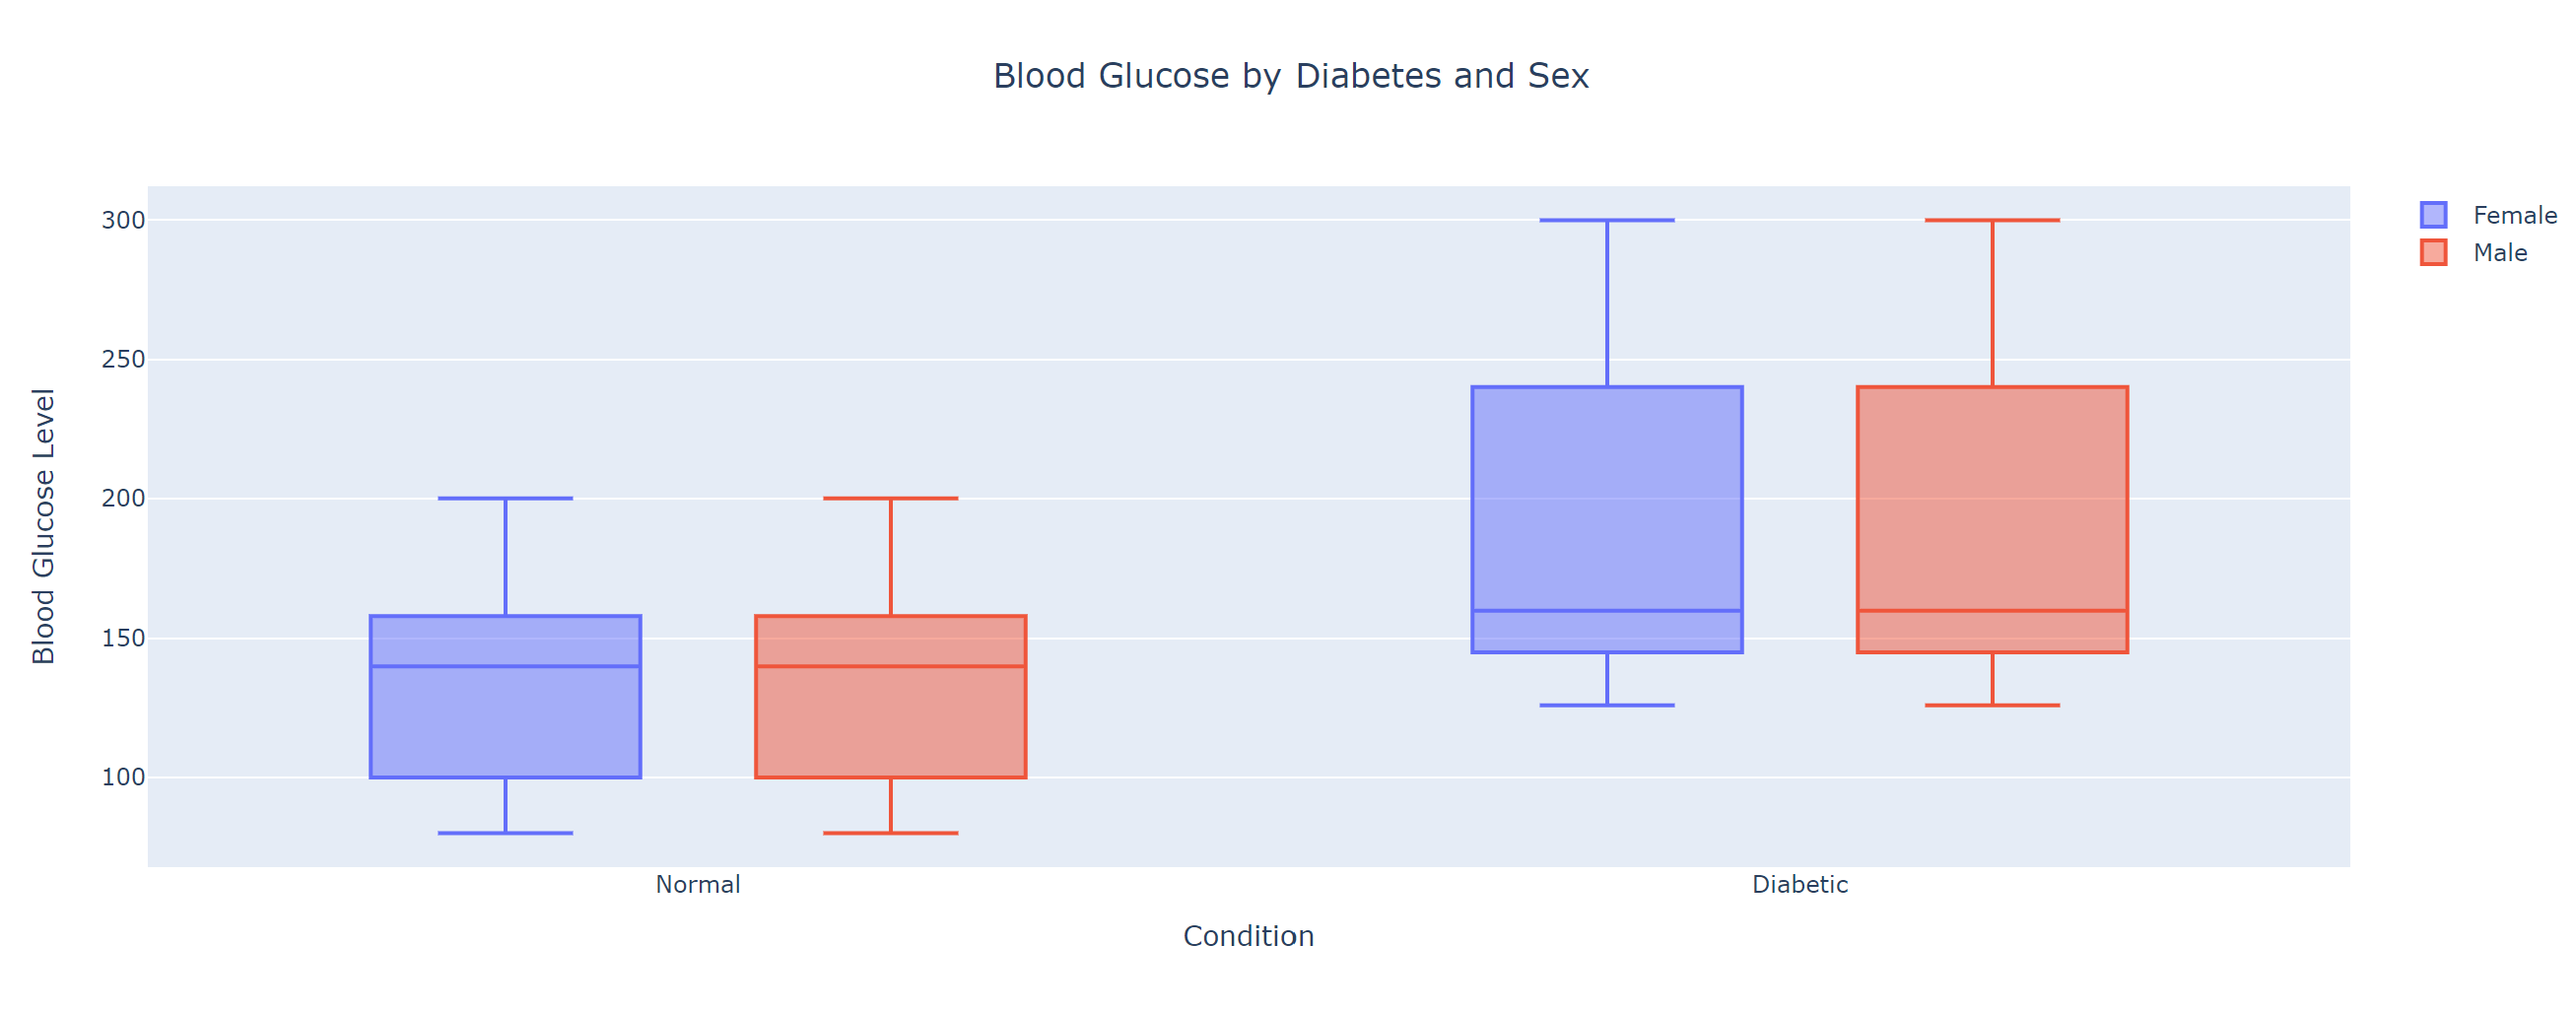 Blood Glucose by Diabetes and Sex
Female
Male
300
250
200
150
100
Blood Glucose Level
Normal
Diabetic
Condition